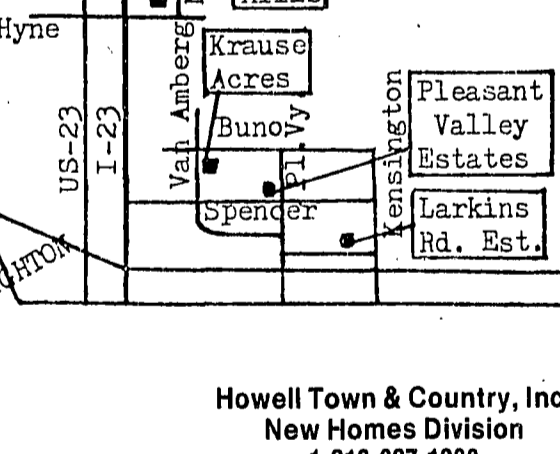 Hyne
US-23
I-23
Van Amberg
Krause
Acres
Buno
Pl. Vy
Kensington
Pleasant
Valley
Estates
Spencer
Larkins
Rd. Est.
GHTON
Howell Town & Country, Inc
New Homes Division